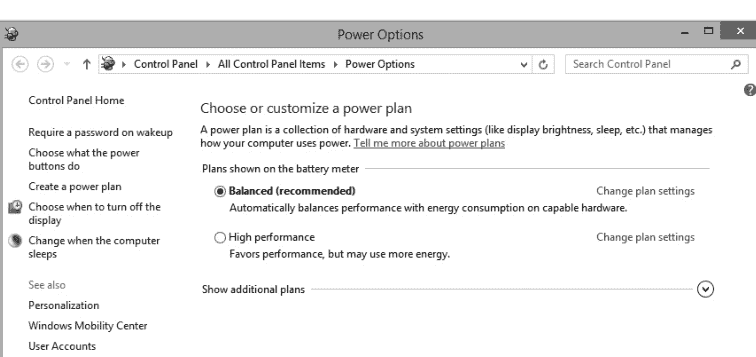 Power Options
Control Panel ▸ All Control Panel Items ▸ Power Options
Search Control Panel
Control Panel Home
Require a password on wakeup
Choose what the power
buttons do
Create a power plan
Choose when to turn off the
display
Change when the computer
sleeps
See also
Personalization
Windows Mobility Center
User Accounts
Choose or customize a power plan
A power plan is a collection of hardware and system settings (like display brightness, sleep, etc.) that manages
how your computer uses power. Tell me more about power plans
Plans shown on the battery meter
Balanced (recommended) Change plan settings
Automatically balances performance with energy consumption on capable hardware.
High performance Change plan settings
Favors performance, but may use more energy.
Show additional plans